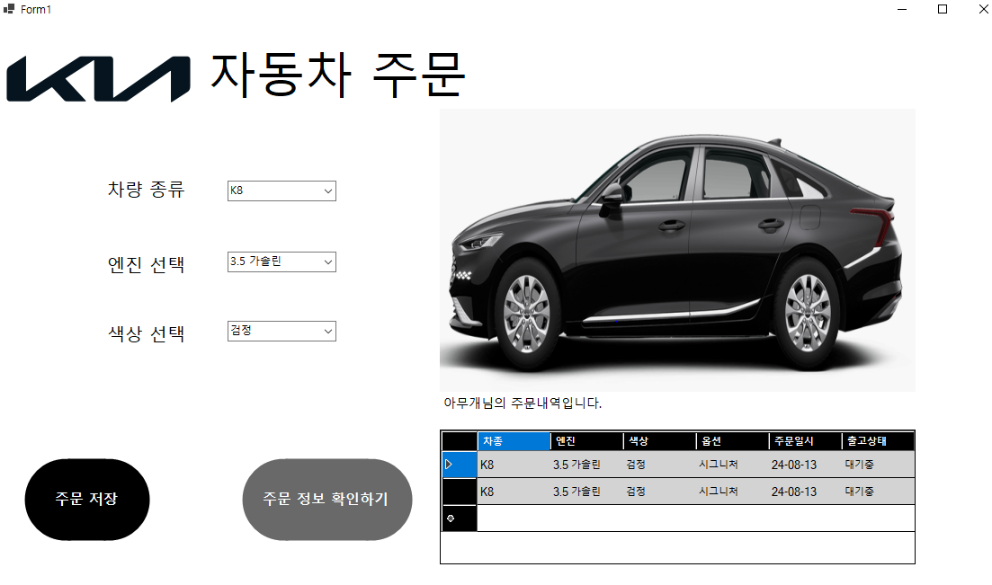 Form1
KIA 자동차 주문
차량 종류 K8
엔진 선택 3.5 가솔린
색상 선택 검정
아무개님의 주문내역입니다.
차종 엔진 색상 옵션 주문일시 출고상태
K8 3.5 가솔린 검정 시그니처 24-08-13 대기중
K8 3.5 가솔린 검정 시그니처 24-08-13 대기중
주문 저장 주문 정보 확인하기